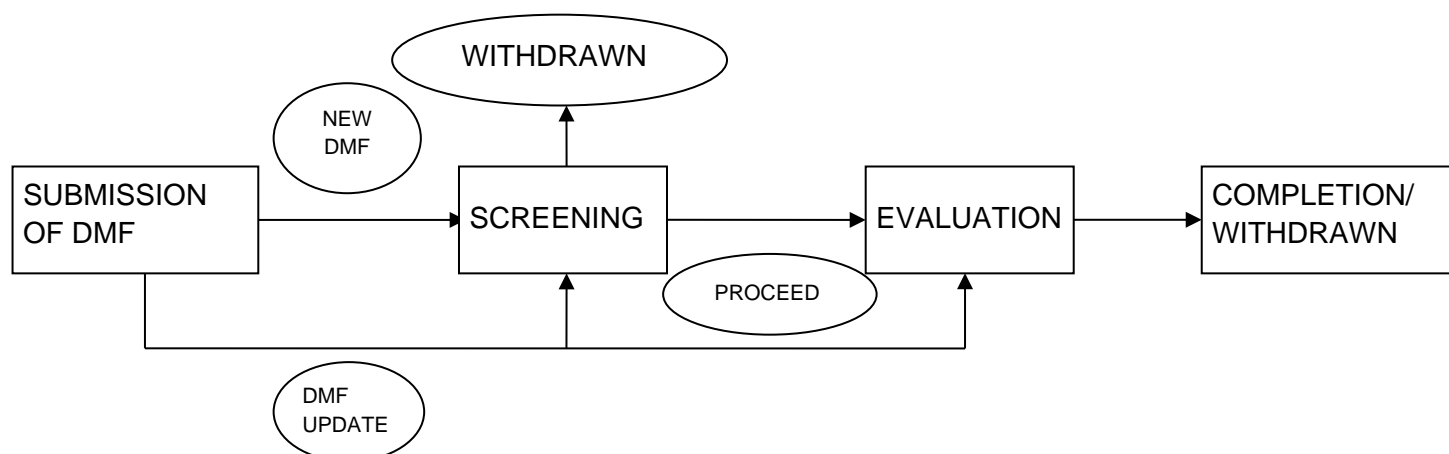 WITHDRAWN
NEW
DMF
SUBMISSION
OF DMF
SCREENING
EVALUATION
COMPLETION/
WITHDRAWN
PROCEED
DMF
UPDATE